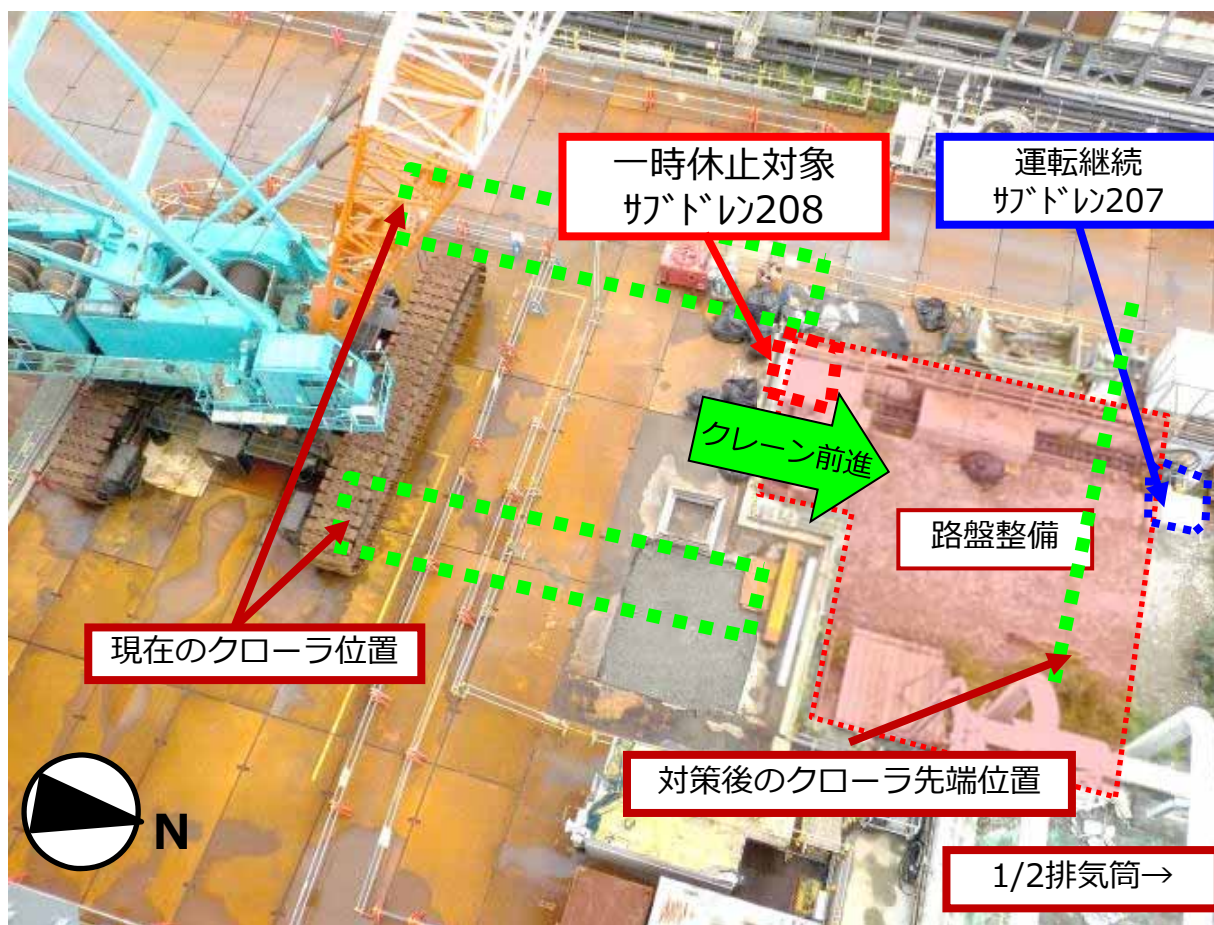 一時休止対象
ｻﾌﾞﾄﾞﾚﾝ208
運転継続
ｻﾌﾞﾄﾞﾚﾝ207
クレーン前進
路盤整備
現在のクローラ位置
対策後のクローラ先端位置
N
1/2排気筒→